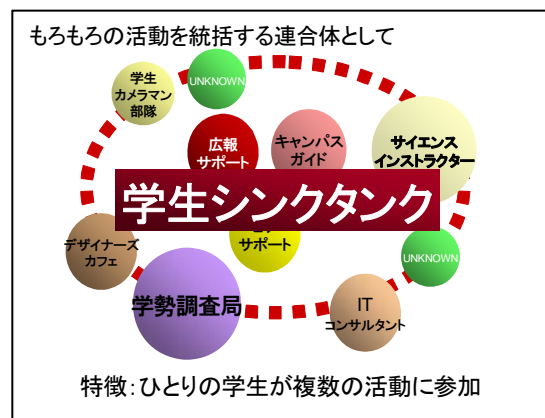 もろもろの活動を統括する連合体として
学生
カメラマン
部隊
UNKNOWN
広報
サポート
キャンパス
ガイド
サイエンス
インストラクター
学生シンクタンク
デザイナーズ
カフェ
サポート
UNKNOWN
学勢調査局
IT
コンサルタント
特徴：ひとりの学生が複数の活動に参加